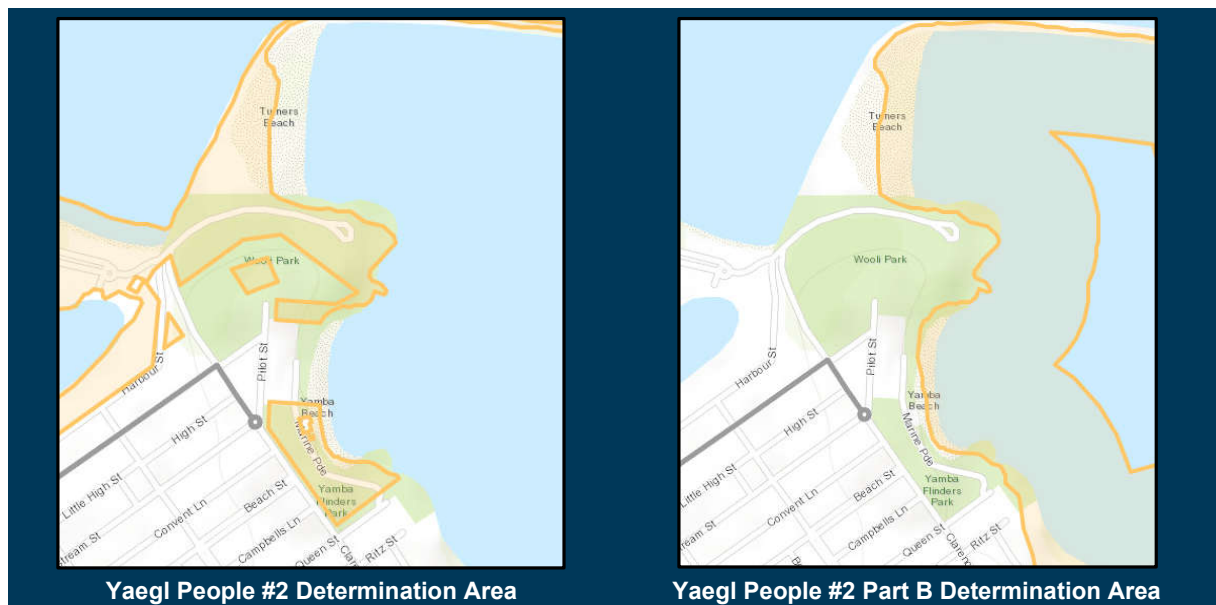 Turners
Beach
Wooli Park
Harbour St
Pilot St
High St
Yamba
Beach
Marine Pde
Little High St
Beach St
Convent Ln
Yamba
Flinders
Park
Campbells Ln
Queen St
Ritz St
Yaegl People #2 Determination Area
Turners
Beach
Wooli Park
Harbour St
Pilot St
High St
Yamba
Beach
Marine Pde
Little High St
Beach St
Convent Ln
Yamba
Flinders
Park
Campbells Ln
Queen St
Ritz St
Yaegl People #2 Part B Determination Area